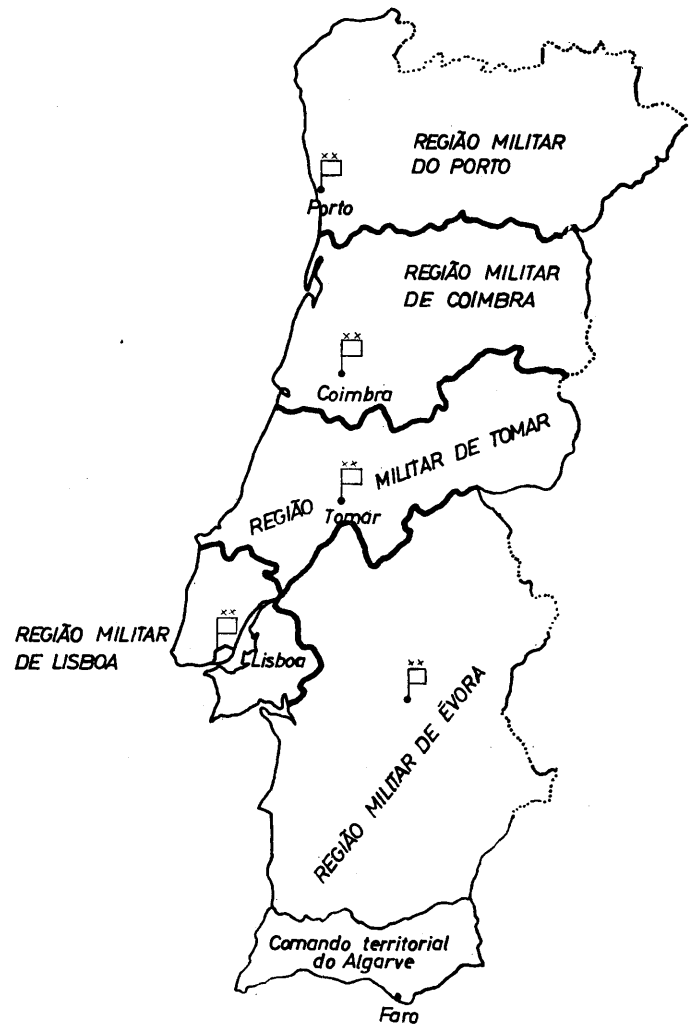 REGIÃO MILITAR
DO PORTO
Porto
REGIÃO MILITAR
DE COIMBRA
Coimbra
REGIÃO MILITAR DE TOMAR
Tomar
REGIÃO MILITAR
DE LISBOA
Lisboa
REGIÃO MILITAR DE ÉVORA
Comando territorial
do Algarve
Faro